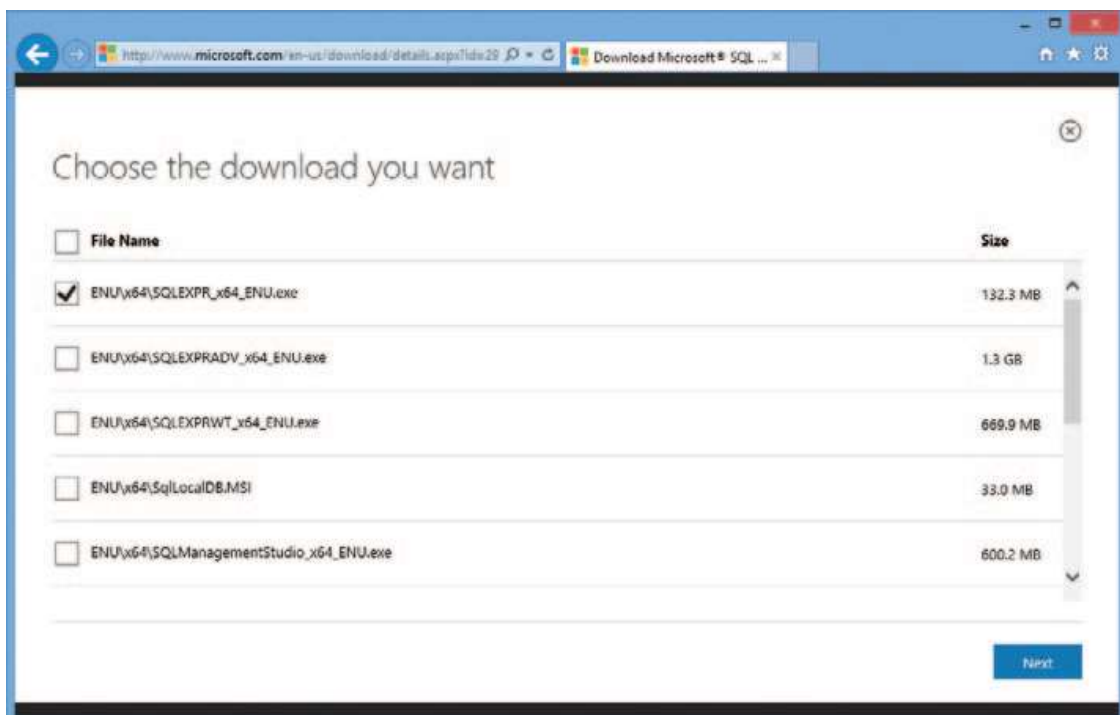 http://www.microsoft.com/en-us/download/details.aspx?id=29
Download Microsoft® SQL ...
Choose the download you want
File Name Size
ENU\x64\SQLEXPR_x64_ENU.exe 132.3 MB
ENU\x64\SQLEXPRADV_x64_ENU.exe 1.3 GB
ENU\x64\SQLEXPRWT_x64_ENU.exe 669.9 MB
ENU\x64\SqlLocalDB.MSI 33.0 MB
ENU\x64\SQLManagementStudio_x64_ENU.exe 600.2 MB
Next